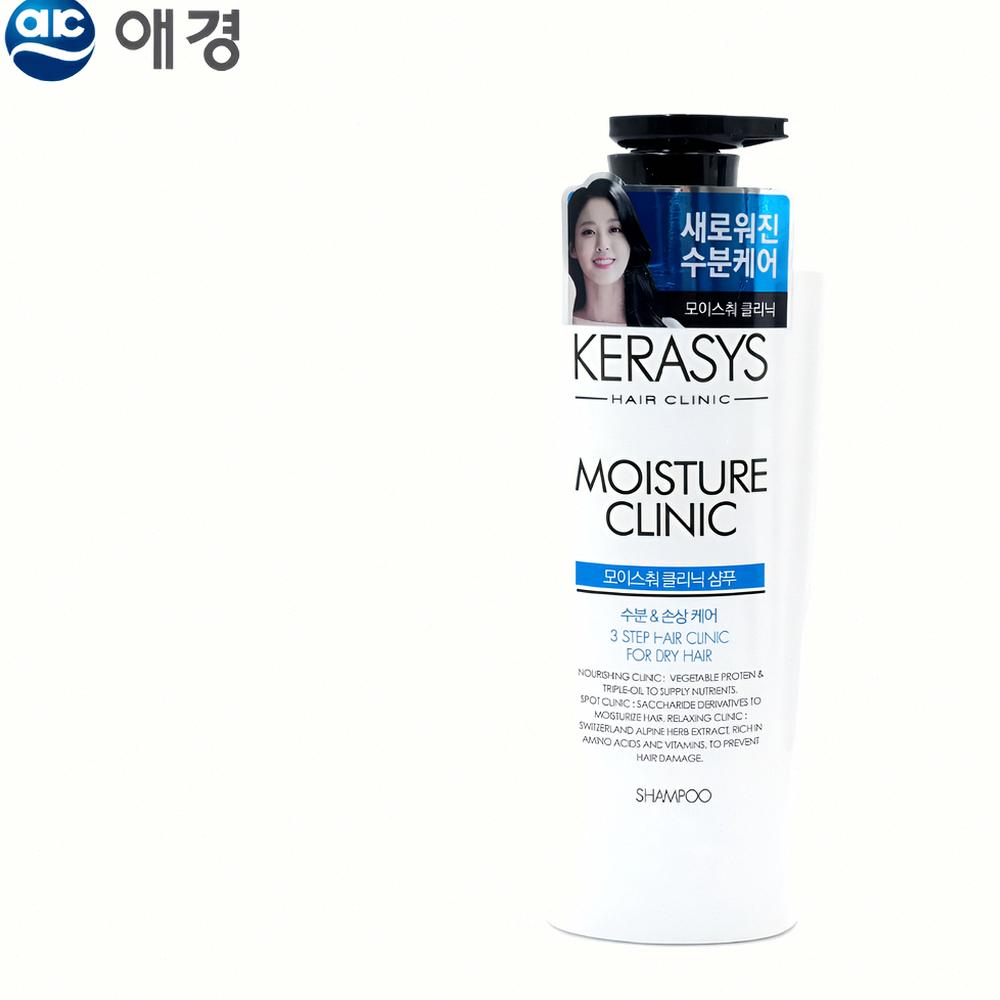 애경
새로워진
수분케어
모이스춰 클리닉
KERASYS
HAIR CLINIC
MOISTURE
CLINIC
모이스춰 클리닉 샴푸
수분 & 손상 케어
3 STEP HAIR CLINIC
FOR DRY HAIR
NOURISHING CLINIC : VEGETABLE PROTEIN &
TRIPLE-OIL TO SUPPLY NUTRIENTS.
SPOT CLINIC : SACCHARIDE DERIVATIVES TO
MOISTURIZE HAIR. RELAXING CLINIC :
SWITZERLAND ALPINE HERB EXTRACT, RICH IN
AMINO ACIDS AND VITAMINS, TO PREVENT
HAIR DAMAGE.
SHAMPOO